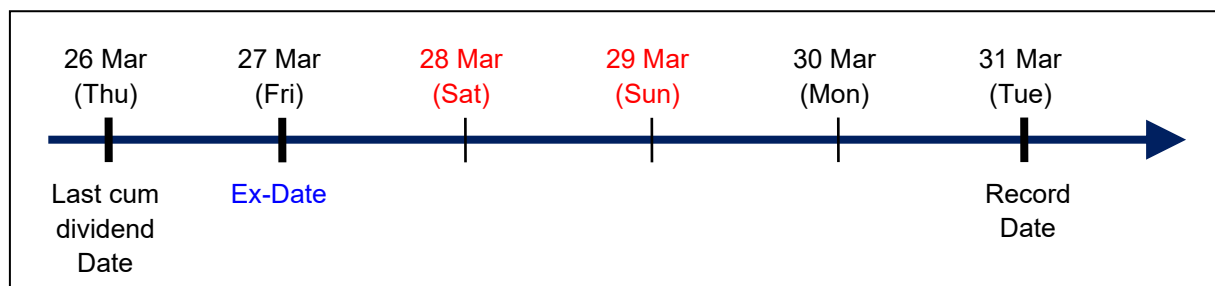 26 Mar
(Thu)
27 Mar
(Fri)
28 Mar
(Sat)
29 Mar
(Sun)
30 Mar
(Mon)
31 Mar
(Tue)
Last cum
dividend
Date
Ex-Date
Record
Date